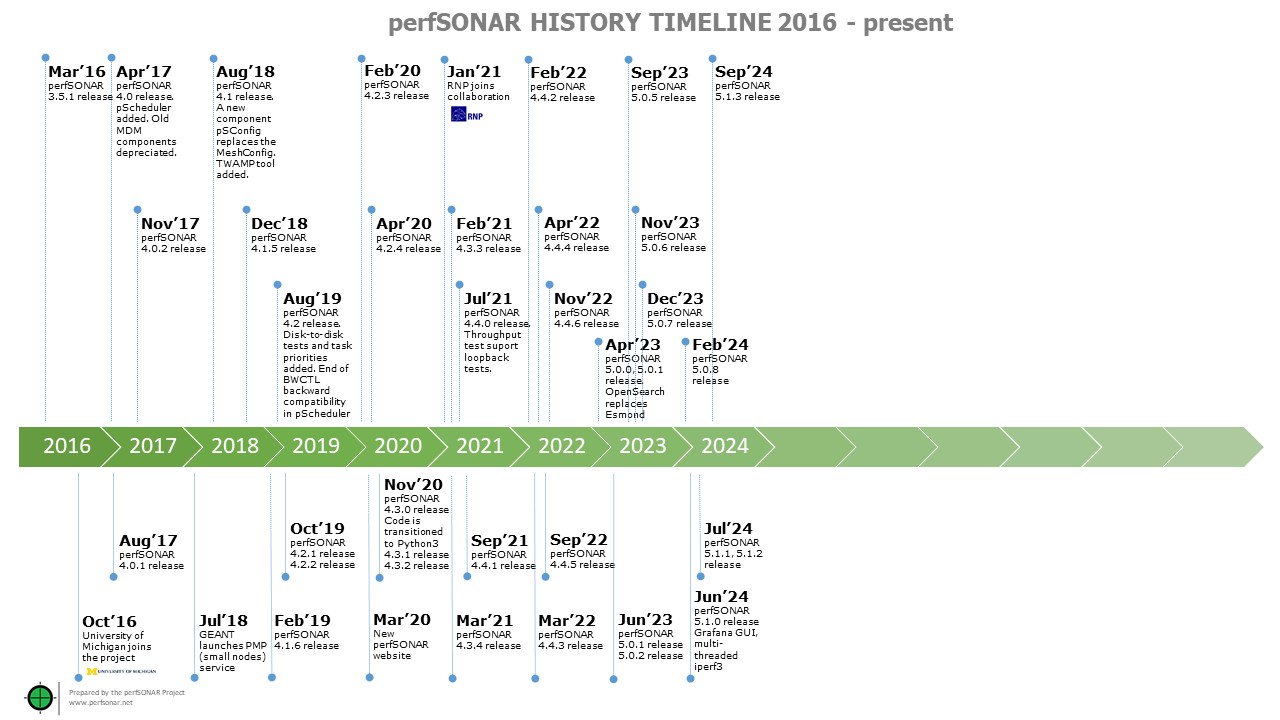 perfSONAR HISTORY TIMELINE 2016 - present
Mar’16
perfSONAR
3.5.1 release
Apr’17
perfSONAR
4.0 release.
pScheduler
added. Old
MDM
components
depreciated.
Aug’18
perfSONAR
4.1 release.
A new
component
pSConfig
replaces the
MeshConfig.
TWAMP tool
added.
Feb’20
perfSONAR
4.2.3 release
Jan’21
RNP joins
collaboration
RNP
Feb’22
perfSONAR
4.4.2 release
Sep’23
perfSONAR
5.0.5 release
Sep’24
perfSONAR
5.1.3 release
Nov’17
perfSONAR
4.0.2 release
Dec’18
perfSONAR
4.1.5 release
Apr’20
perfSONAR
4.2.4 release
Feb’21
perfSONAR
4.3.3 release
Apr’22
perfSONAR
4.4.4 release
Nov’23
perfSONAR
5.0.6 release
Aug’19
perfSONAR
4.2 release.
Disk-to-disk
tests and task
priorities
added. End of
BWCTL
backward
compatibility
in pScheduler
Jul’21
perfSONAR
4.4.0 release.
Throughput
test suport
loopback
tests.
Nov’22
perfSONAR
4.4.6 release
Dec’23
perfSONAR
5.0.7 release
Apr’23
perfSONAR
5.0.0, 5.0.1
release.
OpenSearch
replaces
Esmond
Feb’24
perfSONAR
5.0.8
release
2016 2017 2018 2019 2020 2021 2022 2023 2024
Nov’20
perfSONAR
4.3.0 release
Code is
transitioned
to Python3
4.3.1 release
4.3.2 release
Aug’17
perfSONAR
4.0.1 release
Oct’19
perfSONAR
4.2.1 release
4.2.2 release
Sep’21
perfSONAR
4.4.1 release
Sep’22
perfSONAR
4.4.5 release
Jul’24
perfSONAR
5.1.1, 5.1.2
release
Oct’16
University of
Michigan joins
the project
M UNIVERSITY OF MICHIGAN
Jul’18
GEANT
launches PMP
(small nodes)
service
Feb’19
perfSONAR
4.1.6 release
Mar’20
New
perfSONAR
website
Mar’21
perfSONAR
4.3.4 release
Mar’22
perfSONAR
4.4.3 release
Jun’23
perfSONAR
5.0.1 release
5.0.2 release
Jun’24
perfSONAR
5.1.0 release
Grafana GUI,
multi-
threaded
iperf3
Prepared by the perfSONAR Project
www.perfsonar.net